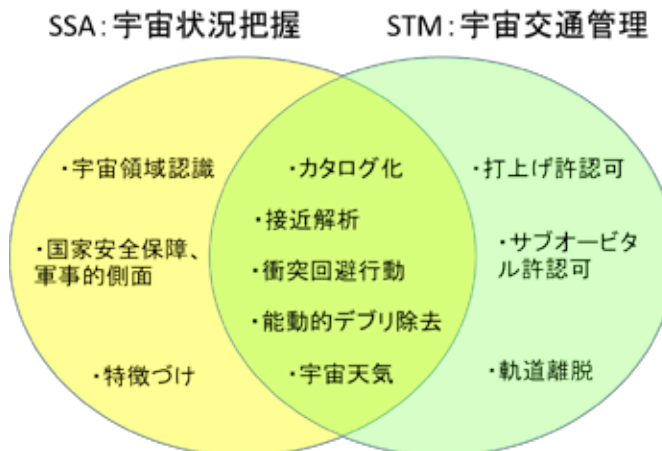 SSA：宇宙状況把握
STM：宇宙交通管理
・宇宙領域認識
・国家安全保障、
軍事的側面
・特徴づけ
・カタログ化
・接近解析
・衝突回避行動
・能動的デブリ除去
・宇宙天気
・打上げ許認可
・サブオービタ
ル許認可
・軌道離脱